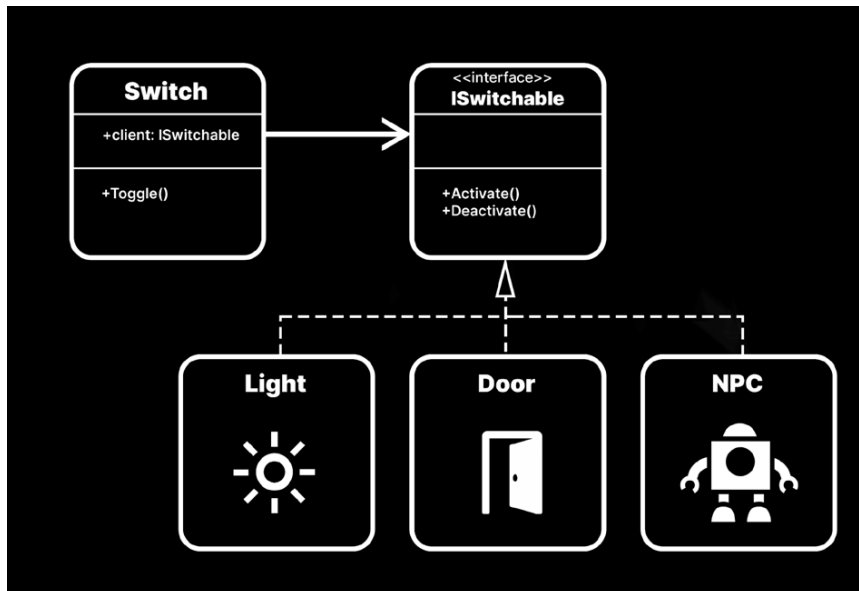 Switch
+client: ISwitchable
+Toggle()
<<interface>>
ISwitchable
+Activate()
+Deactivate()
Light
Door
NPC